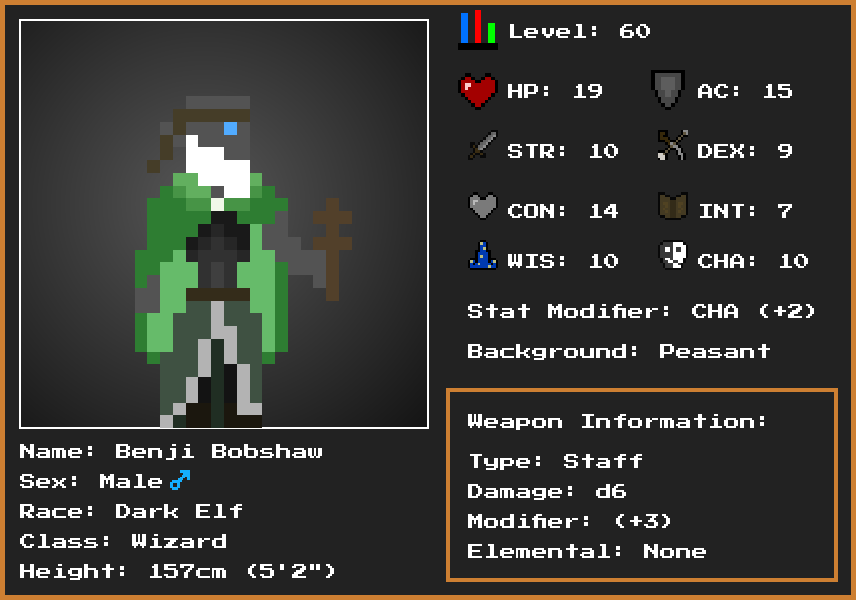 Level: 60
HP: 19 AC: 15
STR: 10 DEX: 9
CON: 14 INT: 7
WIS: 10 CHA: 10
Stat Modifier: CHA (+2)
Background: Peasant
Weapon Information:
Type: Staff
Damage: d6
Modifier: (+3)
Elemental: None
Name: Benji Bobshaw
Sex: Male♂
Race: Dark Elf
Class: Wizard
Height: 157cm (5'2")